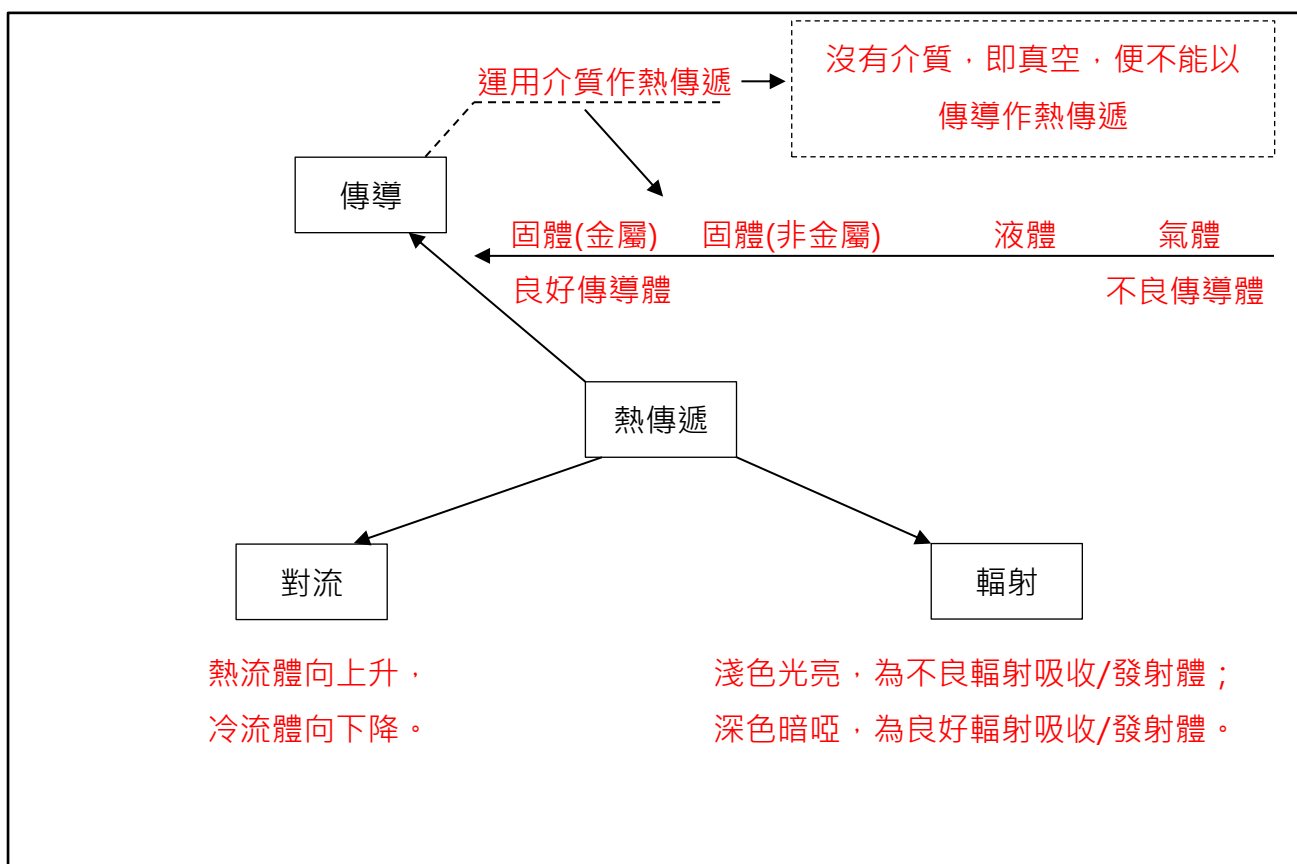 運用介質作熱傳遞
沒有介質，即真空，便不能以
傳導作熱傳遞
傳導
固體(金屬) 固體(非金屬) 液體 氣體
良好傳導體 不良傳導體
熱傳遞
對流
輻射
熱流體向上升，
冷流體向下降。
淺色光亮，為不良輻射吸收/發射體；
深色暗啞，為良好輻射吸收/發射體。